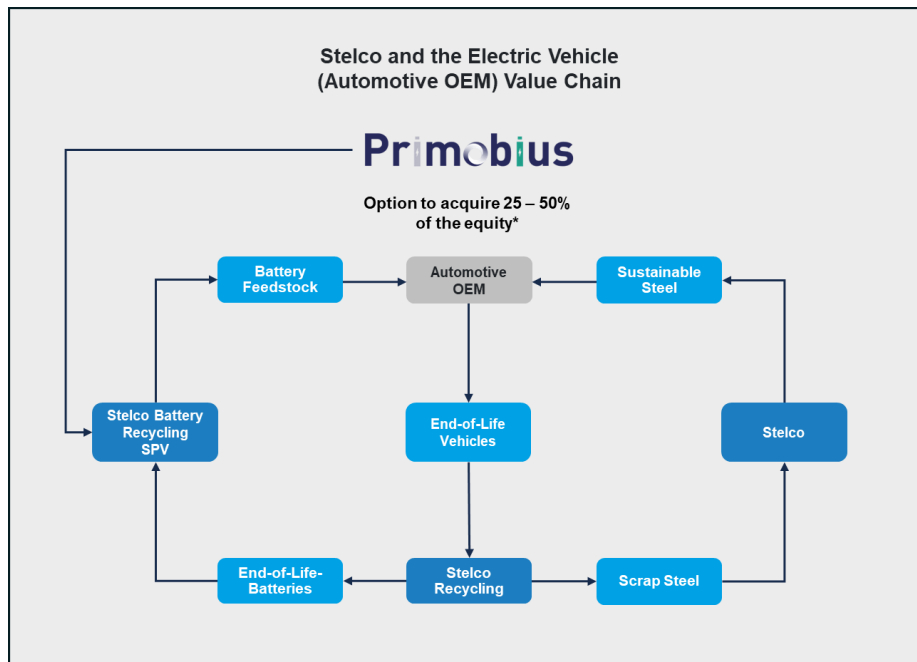 Stelco and the Electric Vehicle
(Automotive OEM) Value Chain
Primobius
Option to acquire 25 – 50%
of the equity*
Battery
Feedstock
Automotive
OEM
Sustainable
Steel
Stelco Battery
Recycling
SPV
End-of-Life
Vehicles
Stelco
End-of-Life-
Batteries
Stelco
Recycling
Scrap Steel